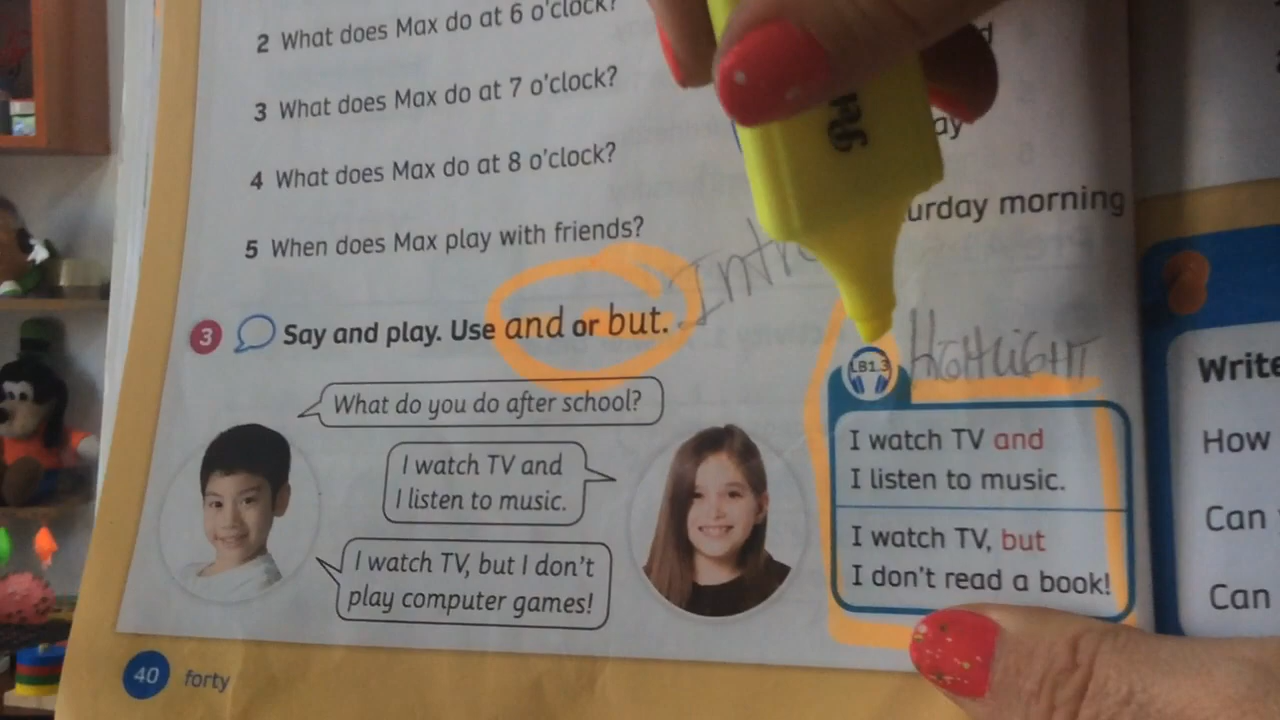 2 What does Max do at 6 o'clock?
3 What does Max do at 7 o'clock?
4 What does Max do at 8 o'clock?
5 When does Max play with friends?
ay
urday morning
3 Say and play. Use and or but.
HIGHLIGHT
What do you do after school?
I watch TV and
I listen to music.
I watch TV, but I don't
play computer games!
LB1.3
I watch TV and
I listen to music.
I watch TV, but
I don't read a book!
Write
How
Can
Can
40 forty